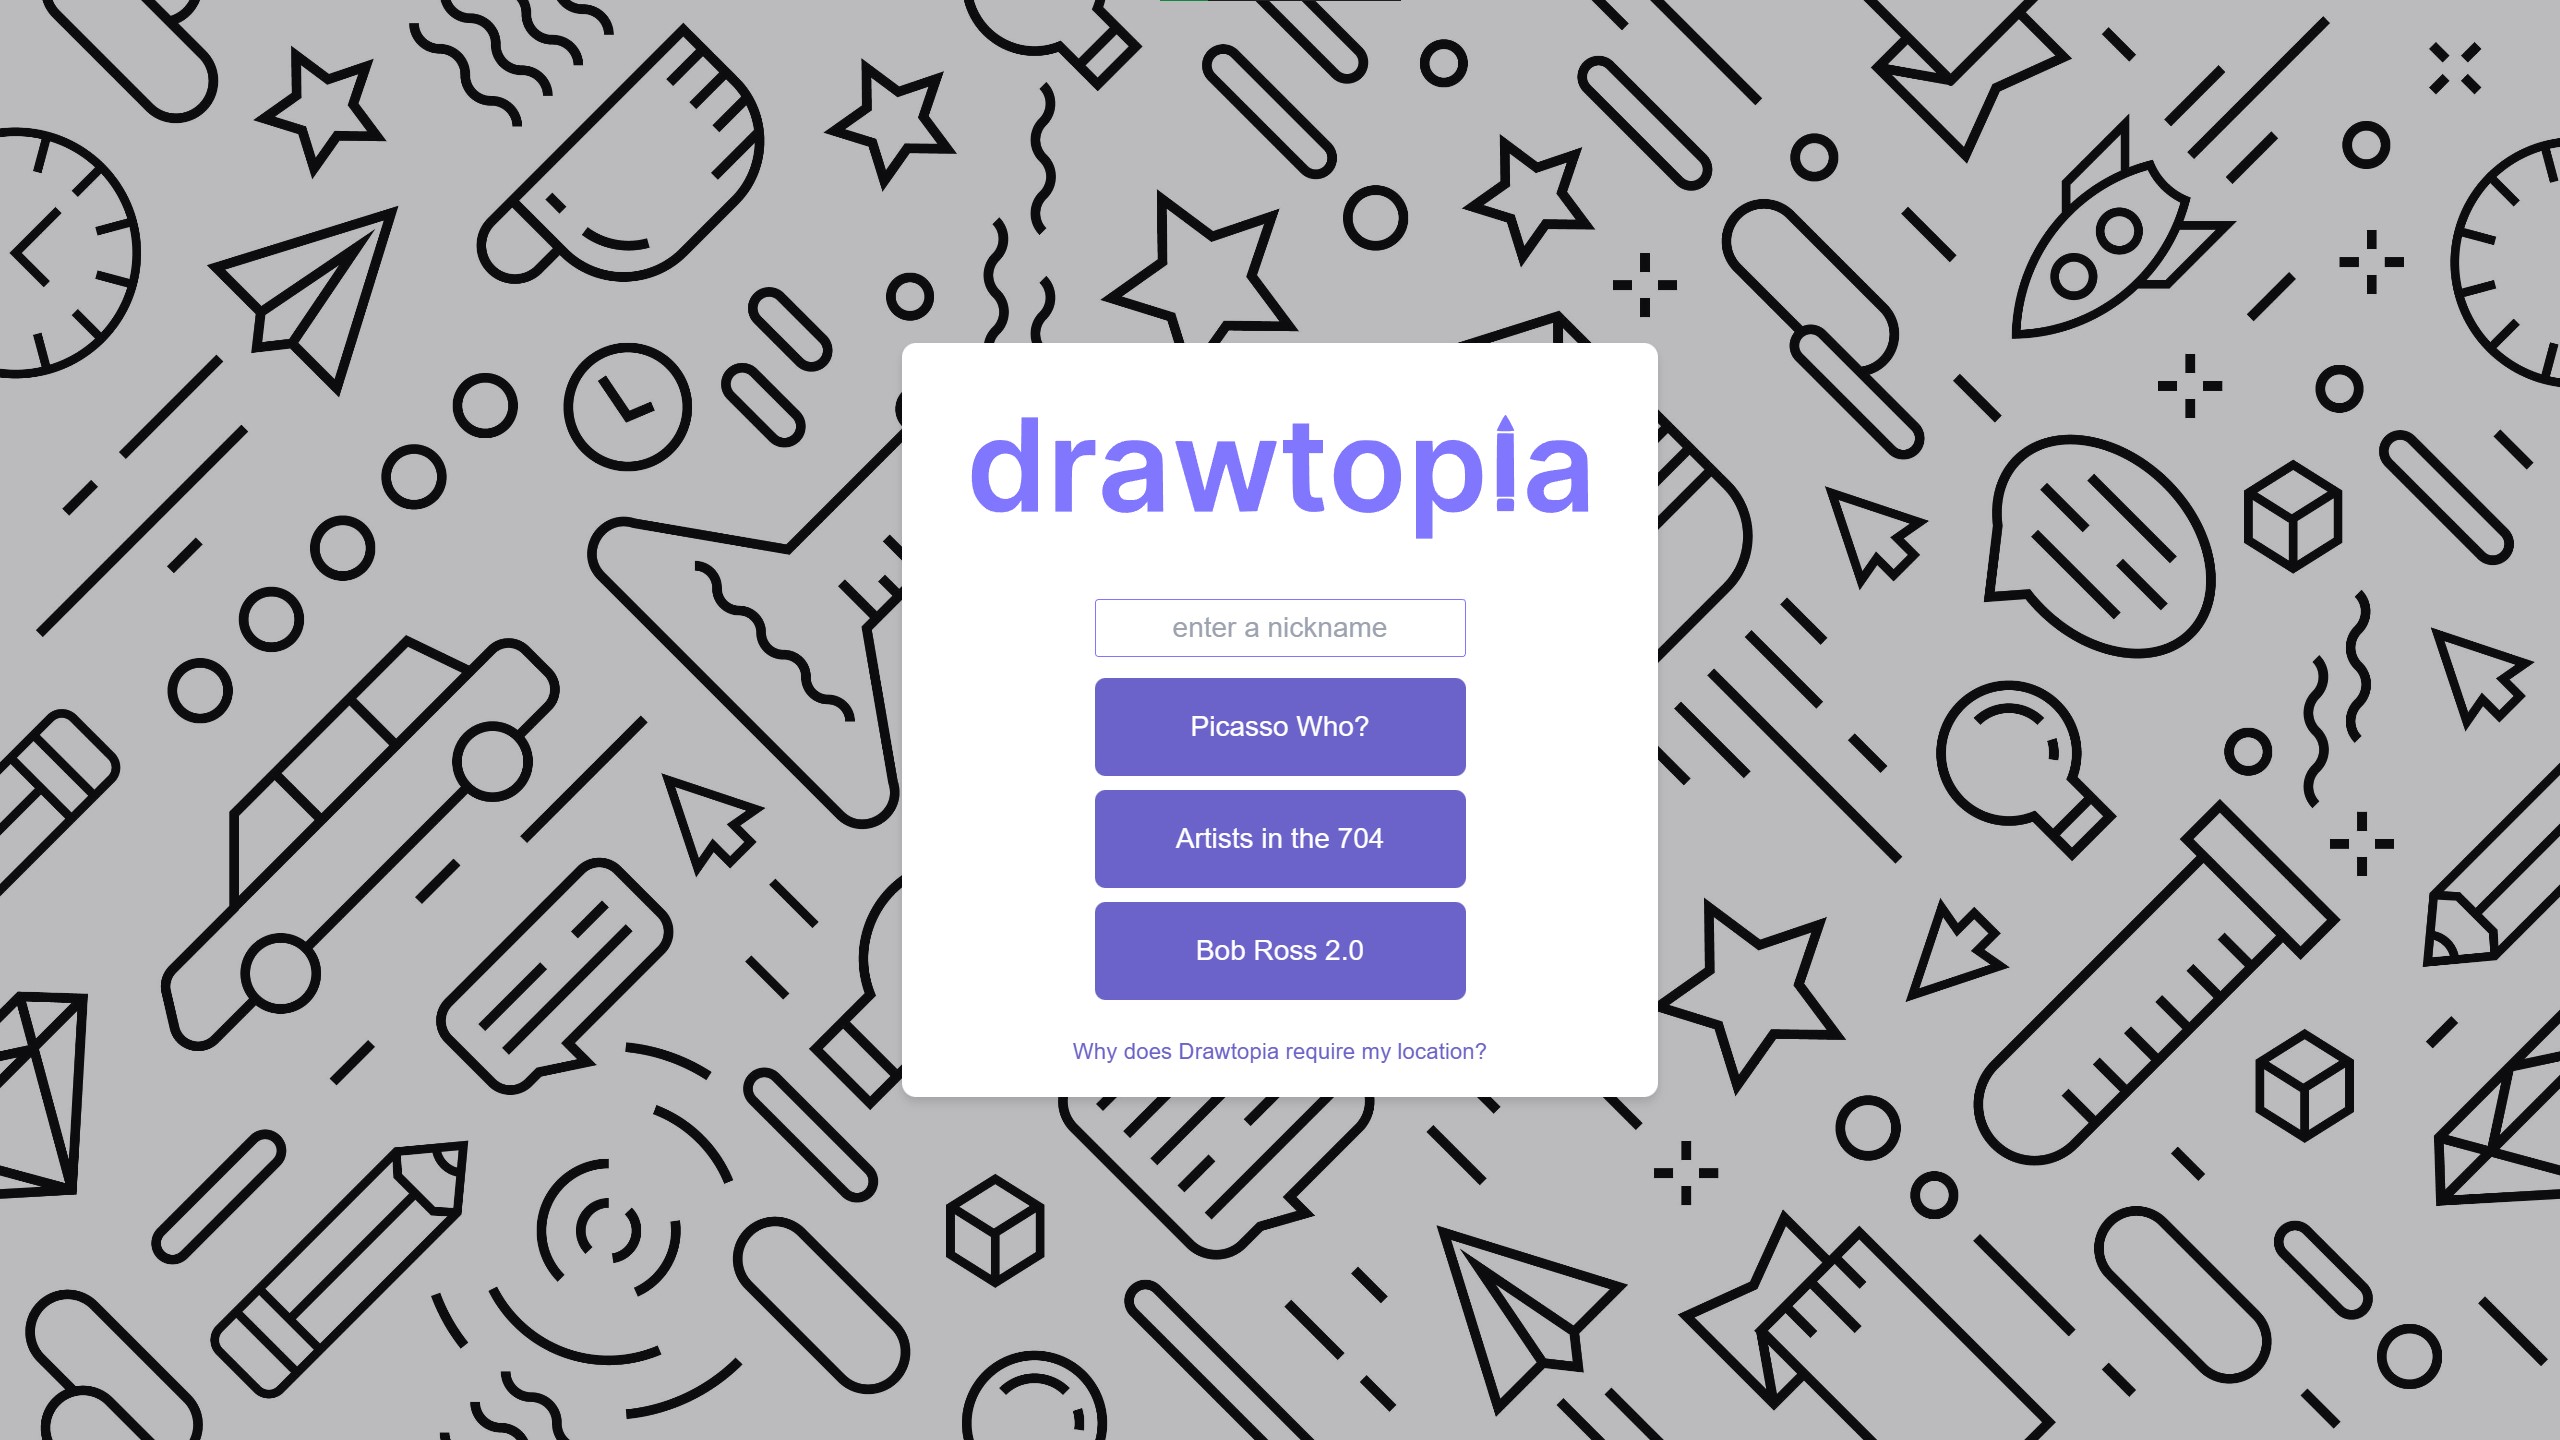 drawtopia
enter a nickname
Picasso Who?
Artists in the 704
Bob Ross 2.0
Why does Drawtopia require my location?